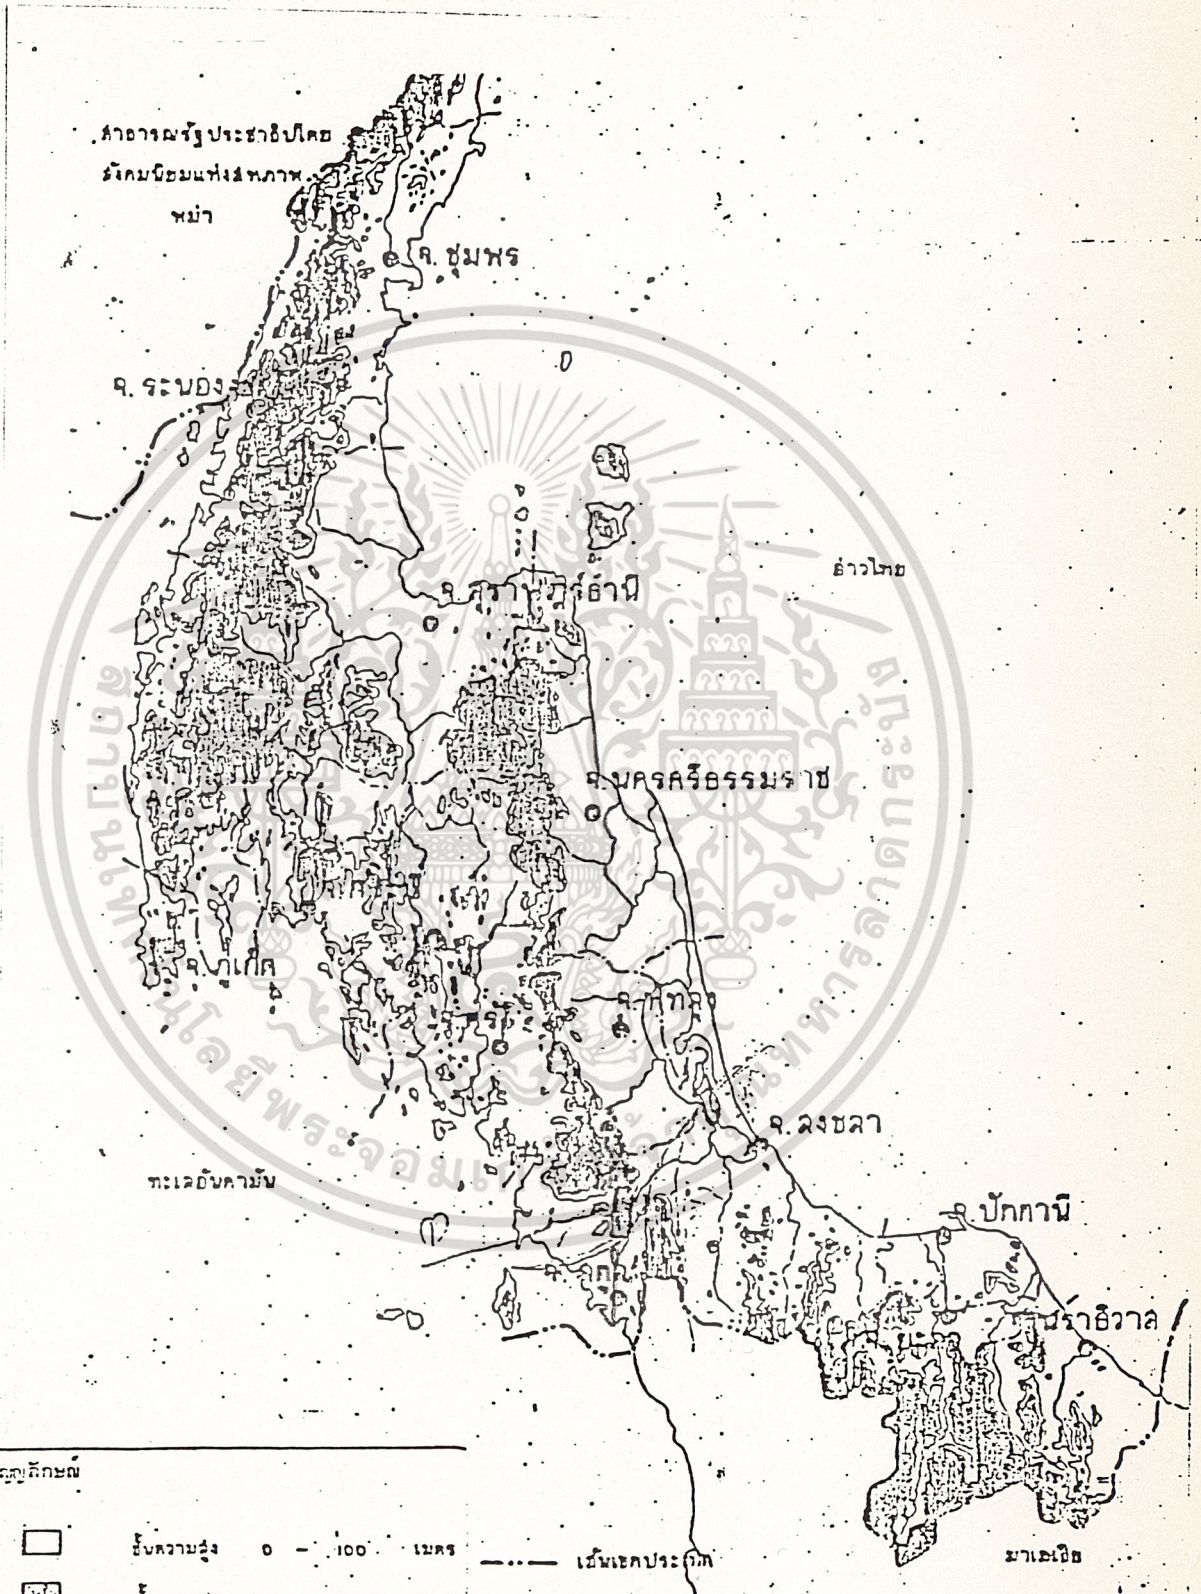 สาธารณรัฐประชาธิปไตย
สังคมนิยมแห่งสหภาพ
พม่า
จ. ชุมพร
จ. ระนอง
อ่าวไทย
จ. สุราษฎร์ธานี
จ. นครศรีธรรมราช
จ. ภูเก็ต
จ. สงขลา
ทะเลอันดามัน
จ. ปัตตานี
นราธิวาส
สัญลักษณ์
ชั้นความสูง 0 - 100 เมตร
เส้นเขตประเทศ
มาเลเซีย